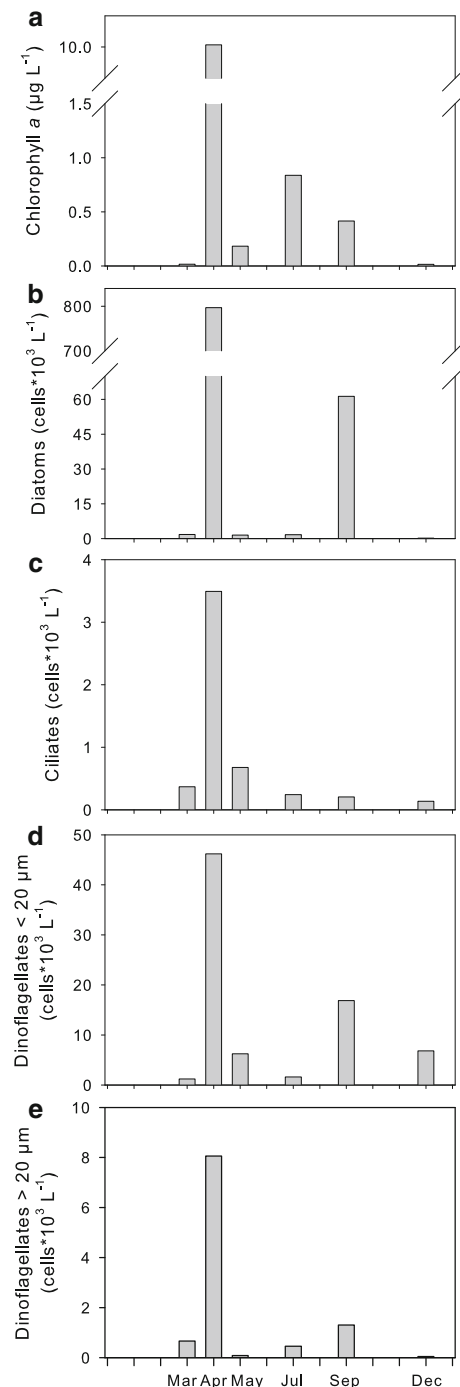 a
Chlorophyll a (µg L-1)
10.0
1.5
1.0
0.5
0.0
b
Diatoms (cells*10³ L-1)
800
700
60
45
30
15
0
c
Ciliates (cells*10³ L-1)
4
3
2
1
0
d
Dinoflagellates < 20 µm
(cells*10³ L-1)
50
40
30
20
10
0
e
Dinoflagellates > 20 µm
(cells*10³ L-1)
10
8
6
4
2
0
Mar Apr May Jul Sep Dec